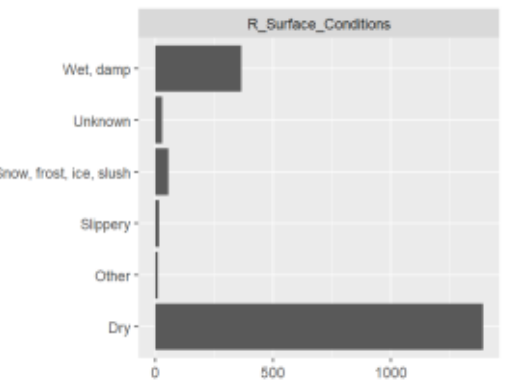 R_Surface_Conditions
Wet, damp
Unknown
Snow, frost, ice, slush
Slippery
Other
Dry
0 500 1000